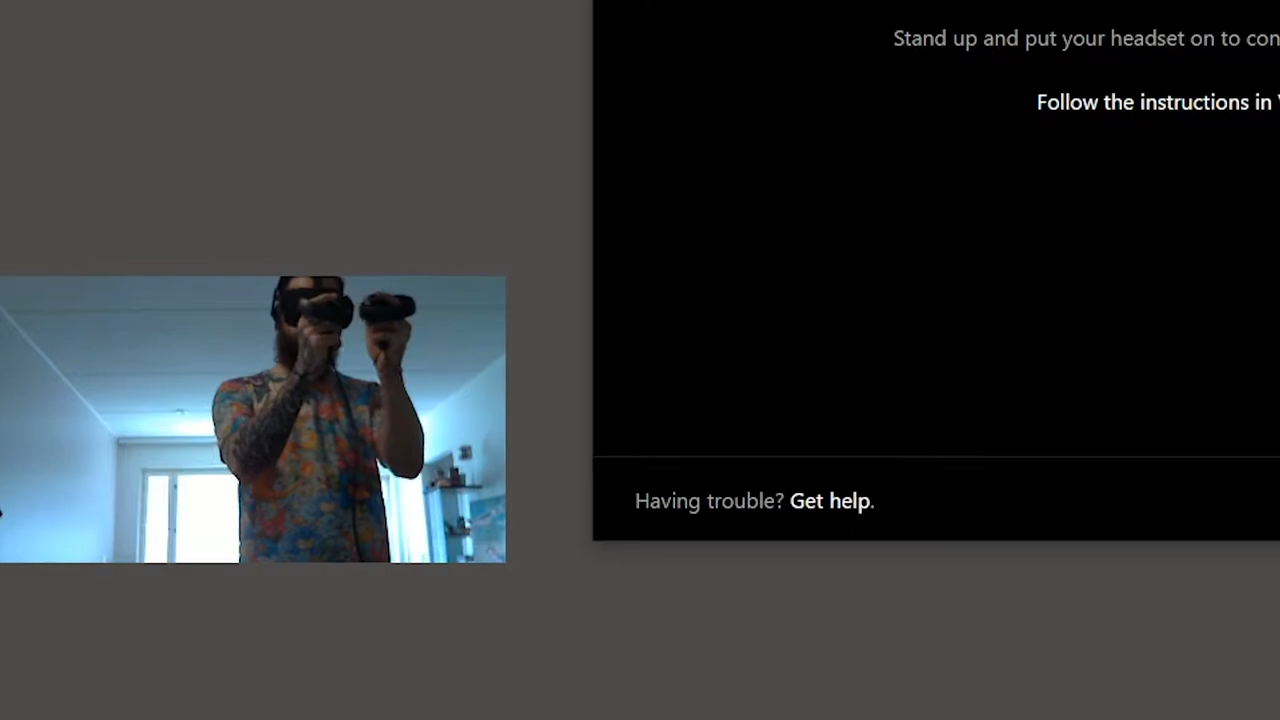 Stand up and put your headset on to con
Follow the instructions in
Having trouble? Get help.